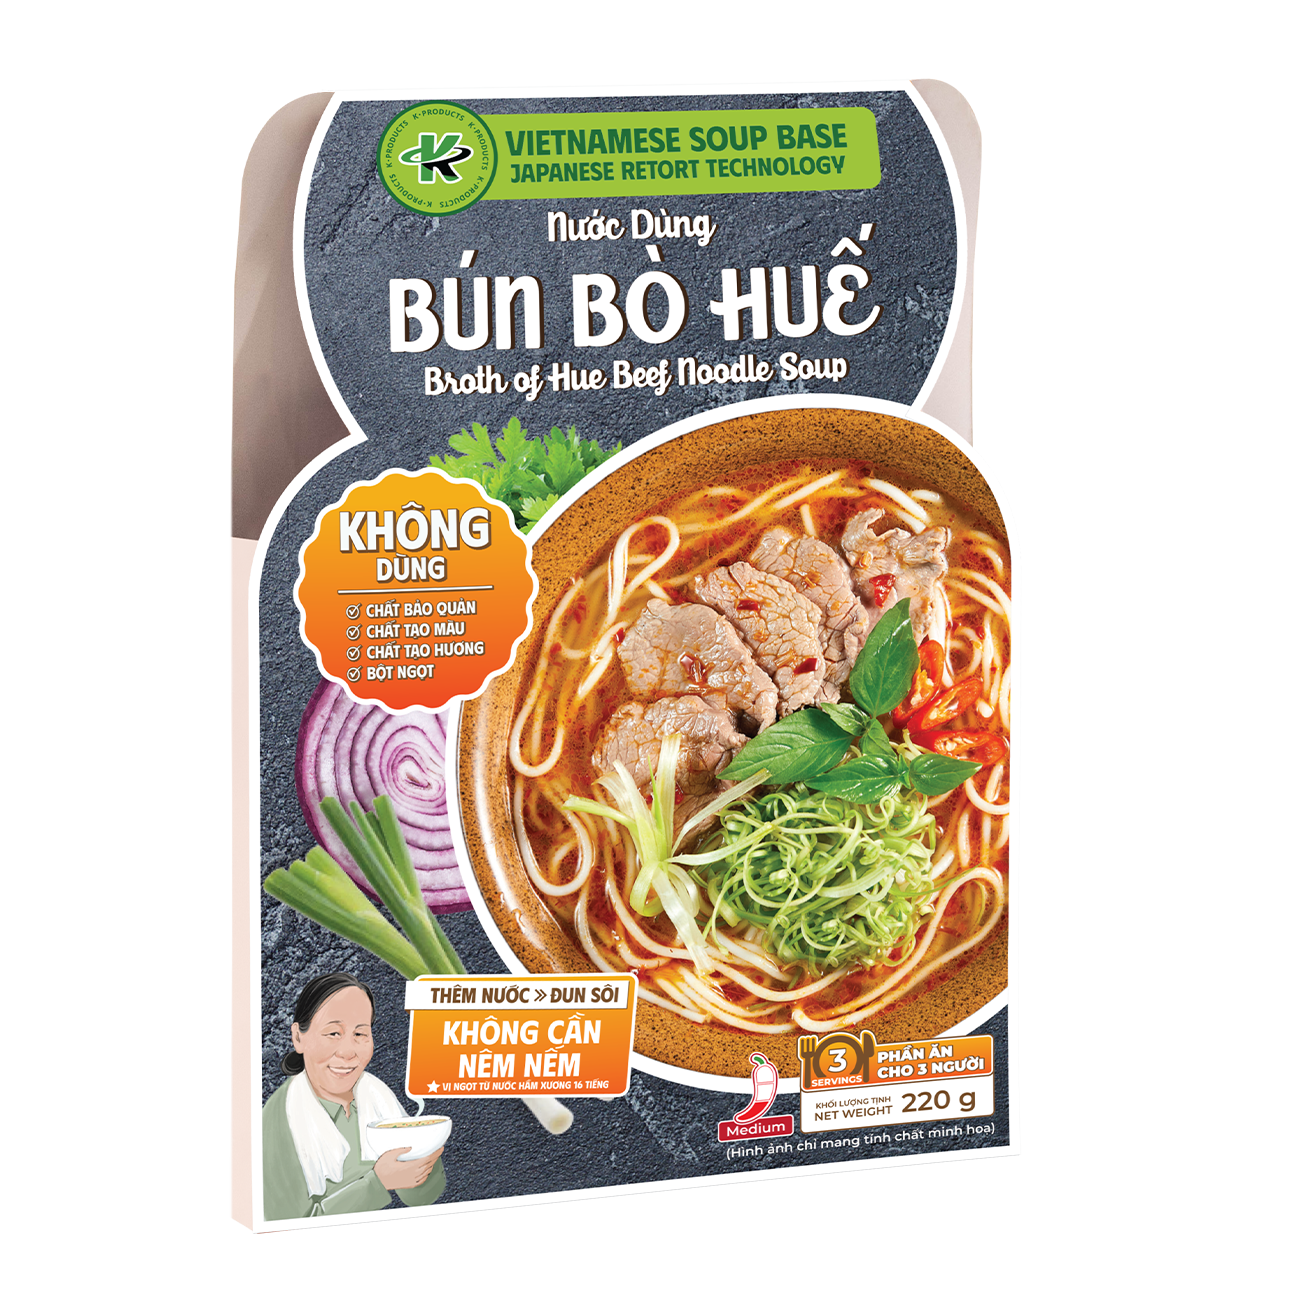 K·PRODUCTS K·PRODUCTS K·PRODUCTS K·PRODUCTS K·PRODUCTS
K
VIETNAMESE SOUP BASE
JAPANESE RETORT TECHNOLOGY
Nước Dùng
BÚN BÒ HUẾ
Broth of Hue Beef Noodle Soup
KHÔNG
DÙNG
CHẤT BẢO QUẢN
CHẤT TẠO MÀU
CHẤT TẠO HƯƠNG
BỘT NGỌT
THÊM NƯỚC » ĐUN SÔI
KHÔNG CẦN
NÊM NẾM
★ VỊ NGỌT TỪ NƯỚC HẦM XƯƠNG 16 TIẾNG
Medium
3
SERVINGS
PHẦN ĂN
CHO 3 NGƯỜI
KHỐI LƯỢNG TỊNH
NET WEIGHT 220 g
(Hình ảnh chỉ mang tính chất minh họa)